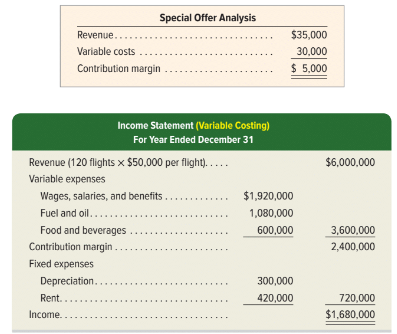 Special Offer Analysis
Revenue.............................. $35,000
Variable costs ......................... 30,000
Contribution margin ..................... $ 5,000
Income Statement (Variable Costing)
For Year Ended December 31
Revenue (120 flights × $50,000 per flight)..... $6,000,000
Variable expenses
Wages, salaries, and benefits ............ $1,920,000
Fuel and oil.......................... 1,080,000
Food and beverages ................... 600,000 3,600,000
Contribution margin ..................... 2,400,000
Fixed expenses
Depreciation......................... 300,000
Rent................................ 420,000 720,000
Income................................ $1,680,000